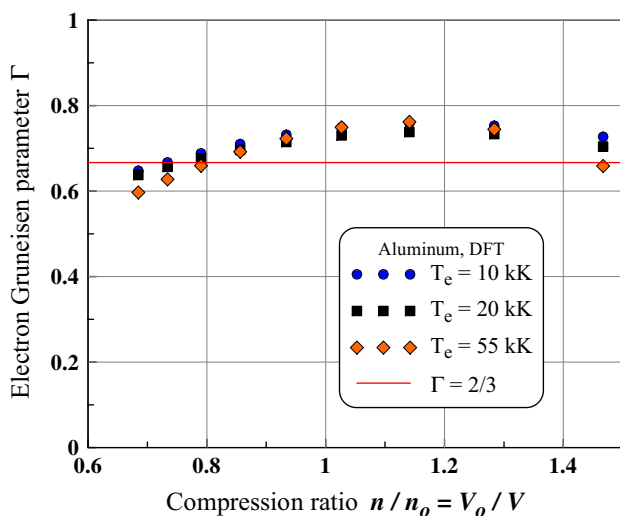 Electron Gruneisen parameter Γ
1
0.8
0.6
0.4
0.2
0
0.6
0.8
1
1.2
1.4
Compression ratio n / n_o = V_o / V
Aluminum, DFT
T_e = 10 kK
T_e = 20 kK
T_e = 55 kK
Γ = 2/3